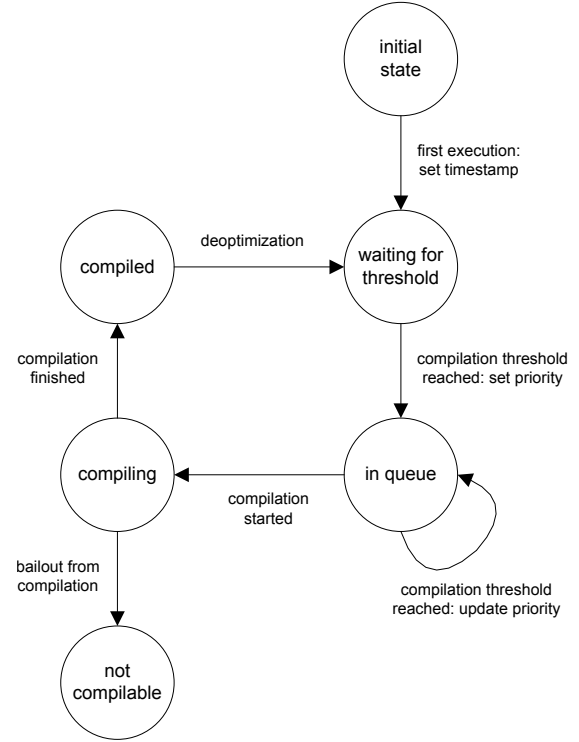 initial
state
first execution:
set timestamp
deoptimization
compiled
waiting for
threshold
compilation
finished
compilation threshold
reached: set priority
compiling
in queue
compilation
started
bailout from
compilation
compilation threshold
reached: update priority
not
compilable